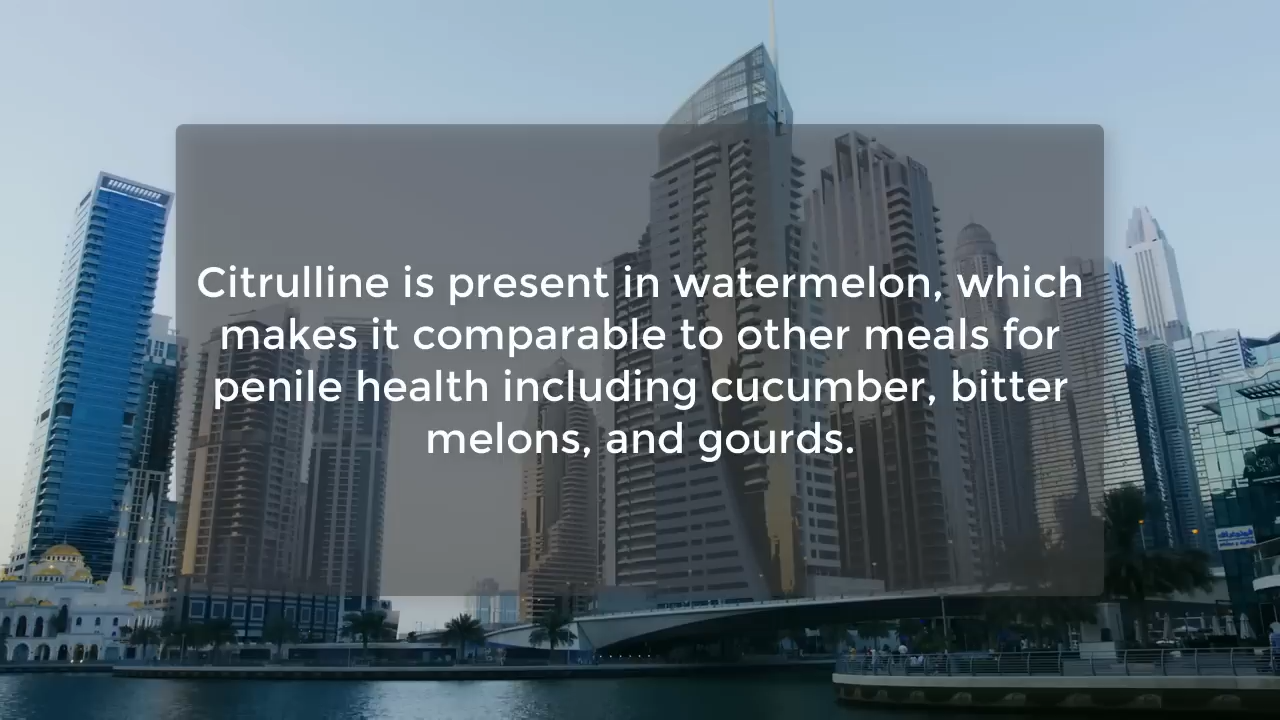 Citrulline is present in watermelon, which
makes it comparable to other meals for
penile health including cucumber, bitter
melons, and gourds.